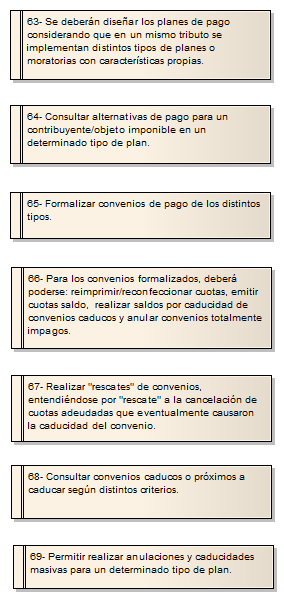 63- Se deberán diseñar los planes de pago
considerando que en un mismo tributo se
implementan distintos tipos de planes o
moratorias con características propias.
64- Consultar alternativas de pago para un
contribuyente/objeto imponible en un
determinado tipo de plan.
65- Formalizar convenios de pago de los distintos
tipos.
66- Para los convenios formalizados, deberá
poderse: reimprimir/reconfeccionar cuotas, emitir
cuotas saldo, realizar saldos por caducidad de
convenios caducos y anular convenios totalmente
impagos.
67- Realizar "rescates" de convenios,
entendiéndose por "rescate" a la cancelación de
cuotas adeudadas que eventualmente causaron
la caducidad del convenio.
68- Consultar convenios caducos o próximos a
caducar según distintos criterios.
69- Permitir realizar anulaciones y caducidades
masivas para un determinado tipo de plan.